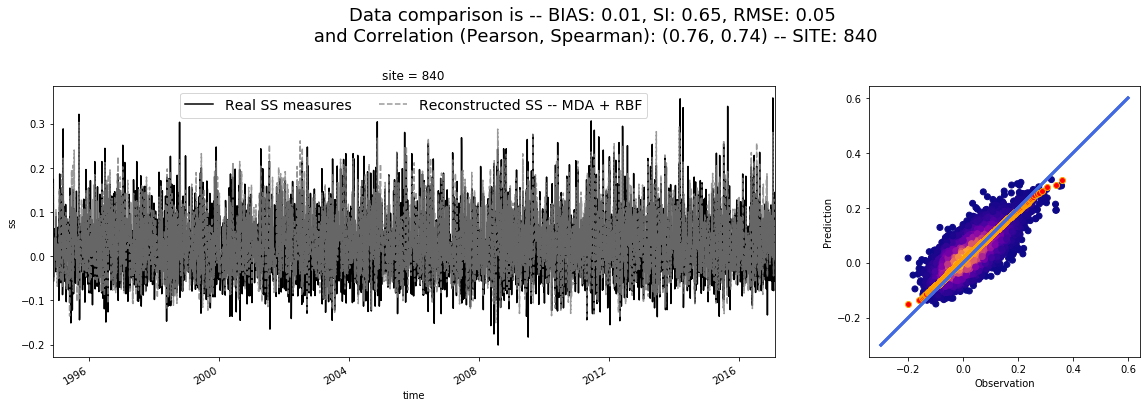 Data comparison is -- BIAS: 0.01, SI: 0.65, RMSE: 0.05
and Correlation (Pearson, Spearman): (0.76, 0.74) -- SITE: 840
site = 840
Real SS measures
Reconstructed SS -- MDA + RBF
ss
0.3
0.2
0.1
0.0
−0.1
−0.2
1996
2000
2004
2008
2012
2016
time
Prediction
0.6
0.4
0.2
0.0
−0.2
−0.2
0.0
0.2
0.4
0.6
Observation